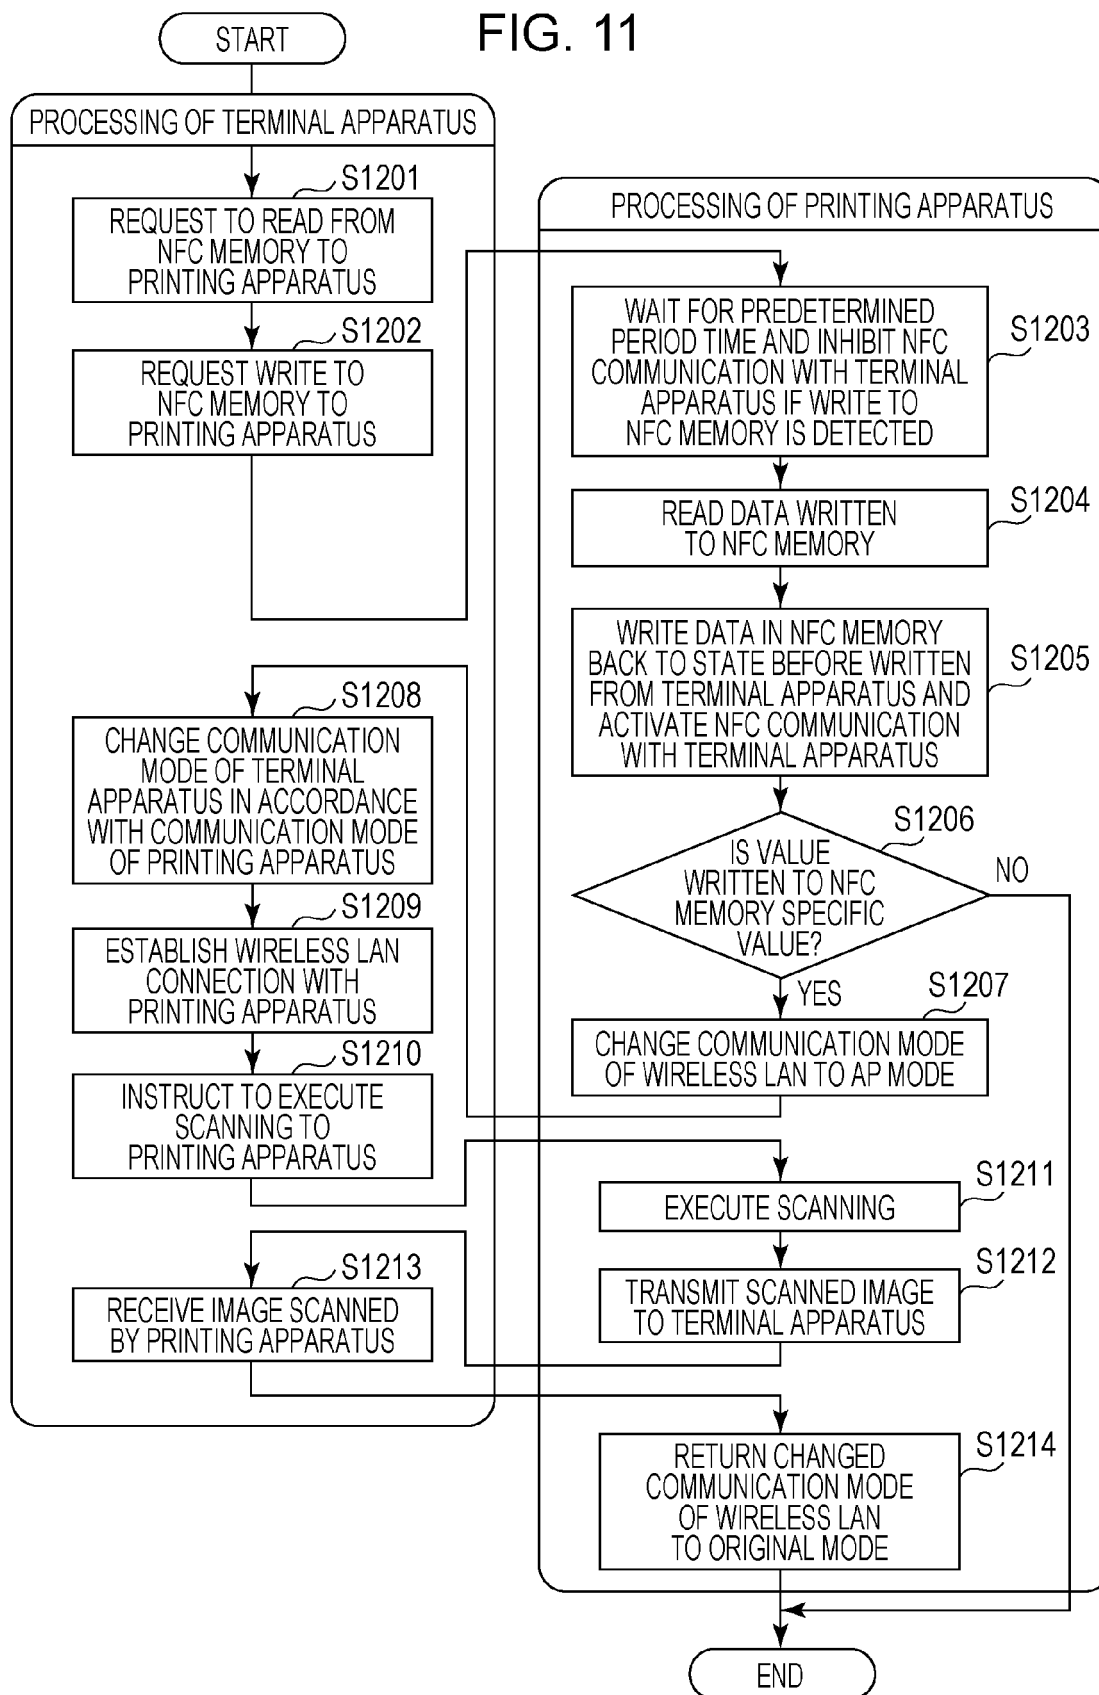 START
FIG. 11
PROCESSING OF TERMINAL APPARATUS
S1201
REQUEST TO READ FROM
NFC MEMORY TO
PRINTING APPARATUS
S1202
REQUEST WRITE TO
NFC MEMORY TO
PRINTING APPARATUS
PROCESSING OF PRINTING APPARATUS
WAIT FOR PREDETERMINED
PERIOD TIME AND INHIBIT NFC
COMMUNICATION WITH TERMINAL
APPARATUS IF WRITE TO
NFC MEMORY IS DETECTED
S1203
READ DATA WRITTEN
TO NFC MEMORY
S1204
WRITE DATA IN NFC MEMORY
BACK TO STATE BEFORE WRITTEN
FROM TERMINAL APPARATUS AND
ACTIVATE NFC COMMUNICATION
WITH TERMINAL APPARATUS
S1205
S1206
IS VALUE
WRITTEN TO NFC
MEMORY SPECIFIC
VALUE?
NO
YES
S1207
CHANGE COMMUNICATION MODE
OF WIRELESS LAN TO AP MODE
S1208
CHANGE COMMUNICATION
MODE OF TERMINAL
APPARATUS IN ACCORDANCE
WITH COMMUNICATION MODE
OF PRINTING APPARATUS
S1209
ESTABLISH WIRELESS LAN
CONNECTION WITH
PRINTING APPARATUS
S1210
INSTRUCT TO EXECUTE
SCANNING TO
PRINTING APPARATUS
S1211
EXECUTE SCANNING
S1212
TRANSMIT SCANNED IMAGE
TO TERMINAL APPARATUS
S1213
RECEIVE IMAGE SCANNED
BY PRINTING APPARATUS
S1214
RETURN CHANGED
COMMUNICATION MODE
OF WIRELESS LAN
TO ORIGINAL MODE
END